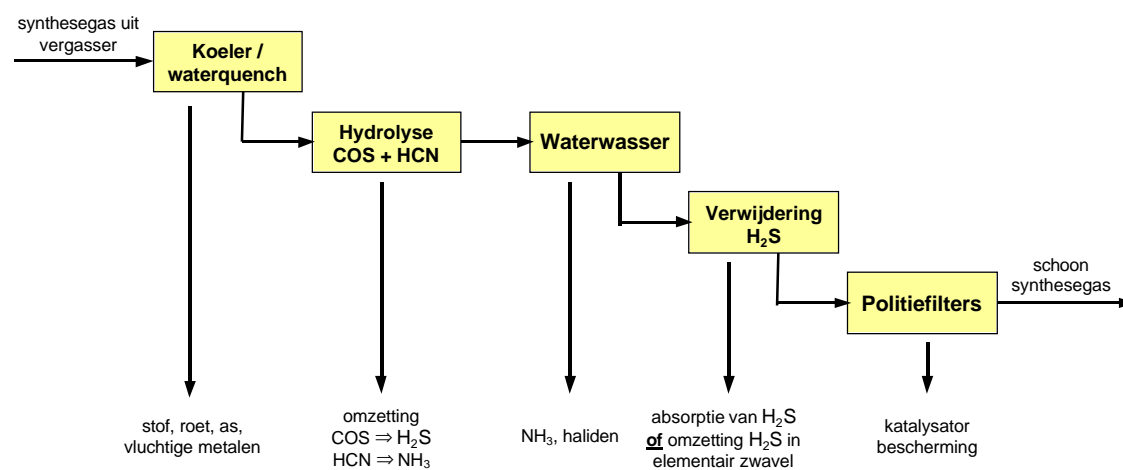 synthesegas uit
vergasser
Koeler /
waterquench
Hydrolyse
COS + HCN
Waterwasser
Verwijdering
H₂S
Politiefilters
schoon
synthesegas
stof, roet, as,
vluchtige metalen
omzetting
COS ⇒ H₂S
HCN ⇒ NH₃
NH₃, haliden
absorptie van H₂S
of omzetting H₂S in
elementair zwavel
katalysator
bescherming